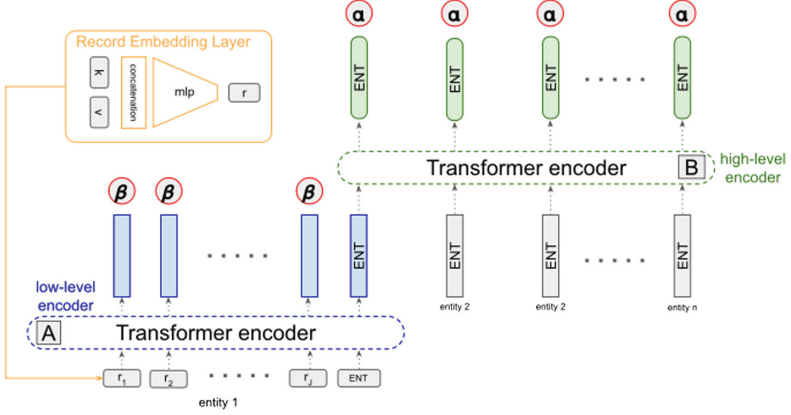 Record Embedding Layer
k
v
concatenation
mlp
r
α
α
α
α
ENT
ENT
ENT
ENT
Transformer encoder
B
high-level
encoder
β
β
β
ENT
ENT
ENT
ENT
entity 2
entity 2
entity n
low-level
encoder
A
Transformer encoder
r1
r2
rJ
ENT
entity 1